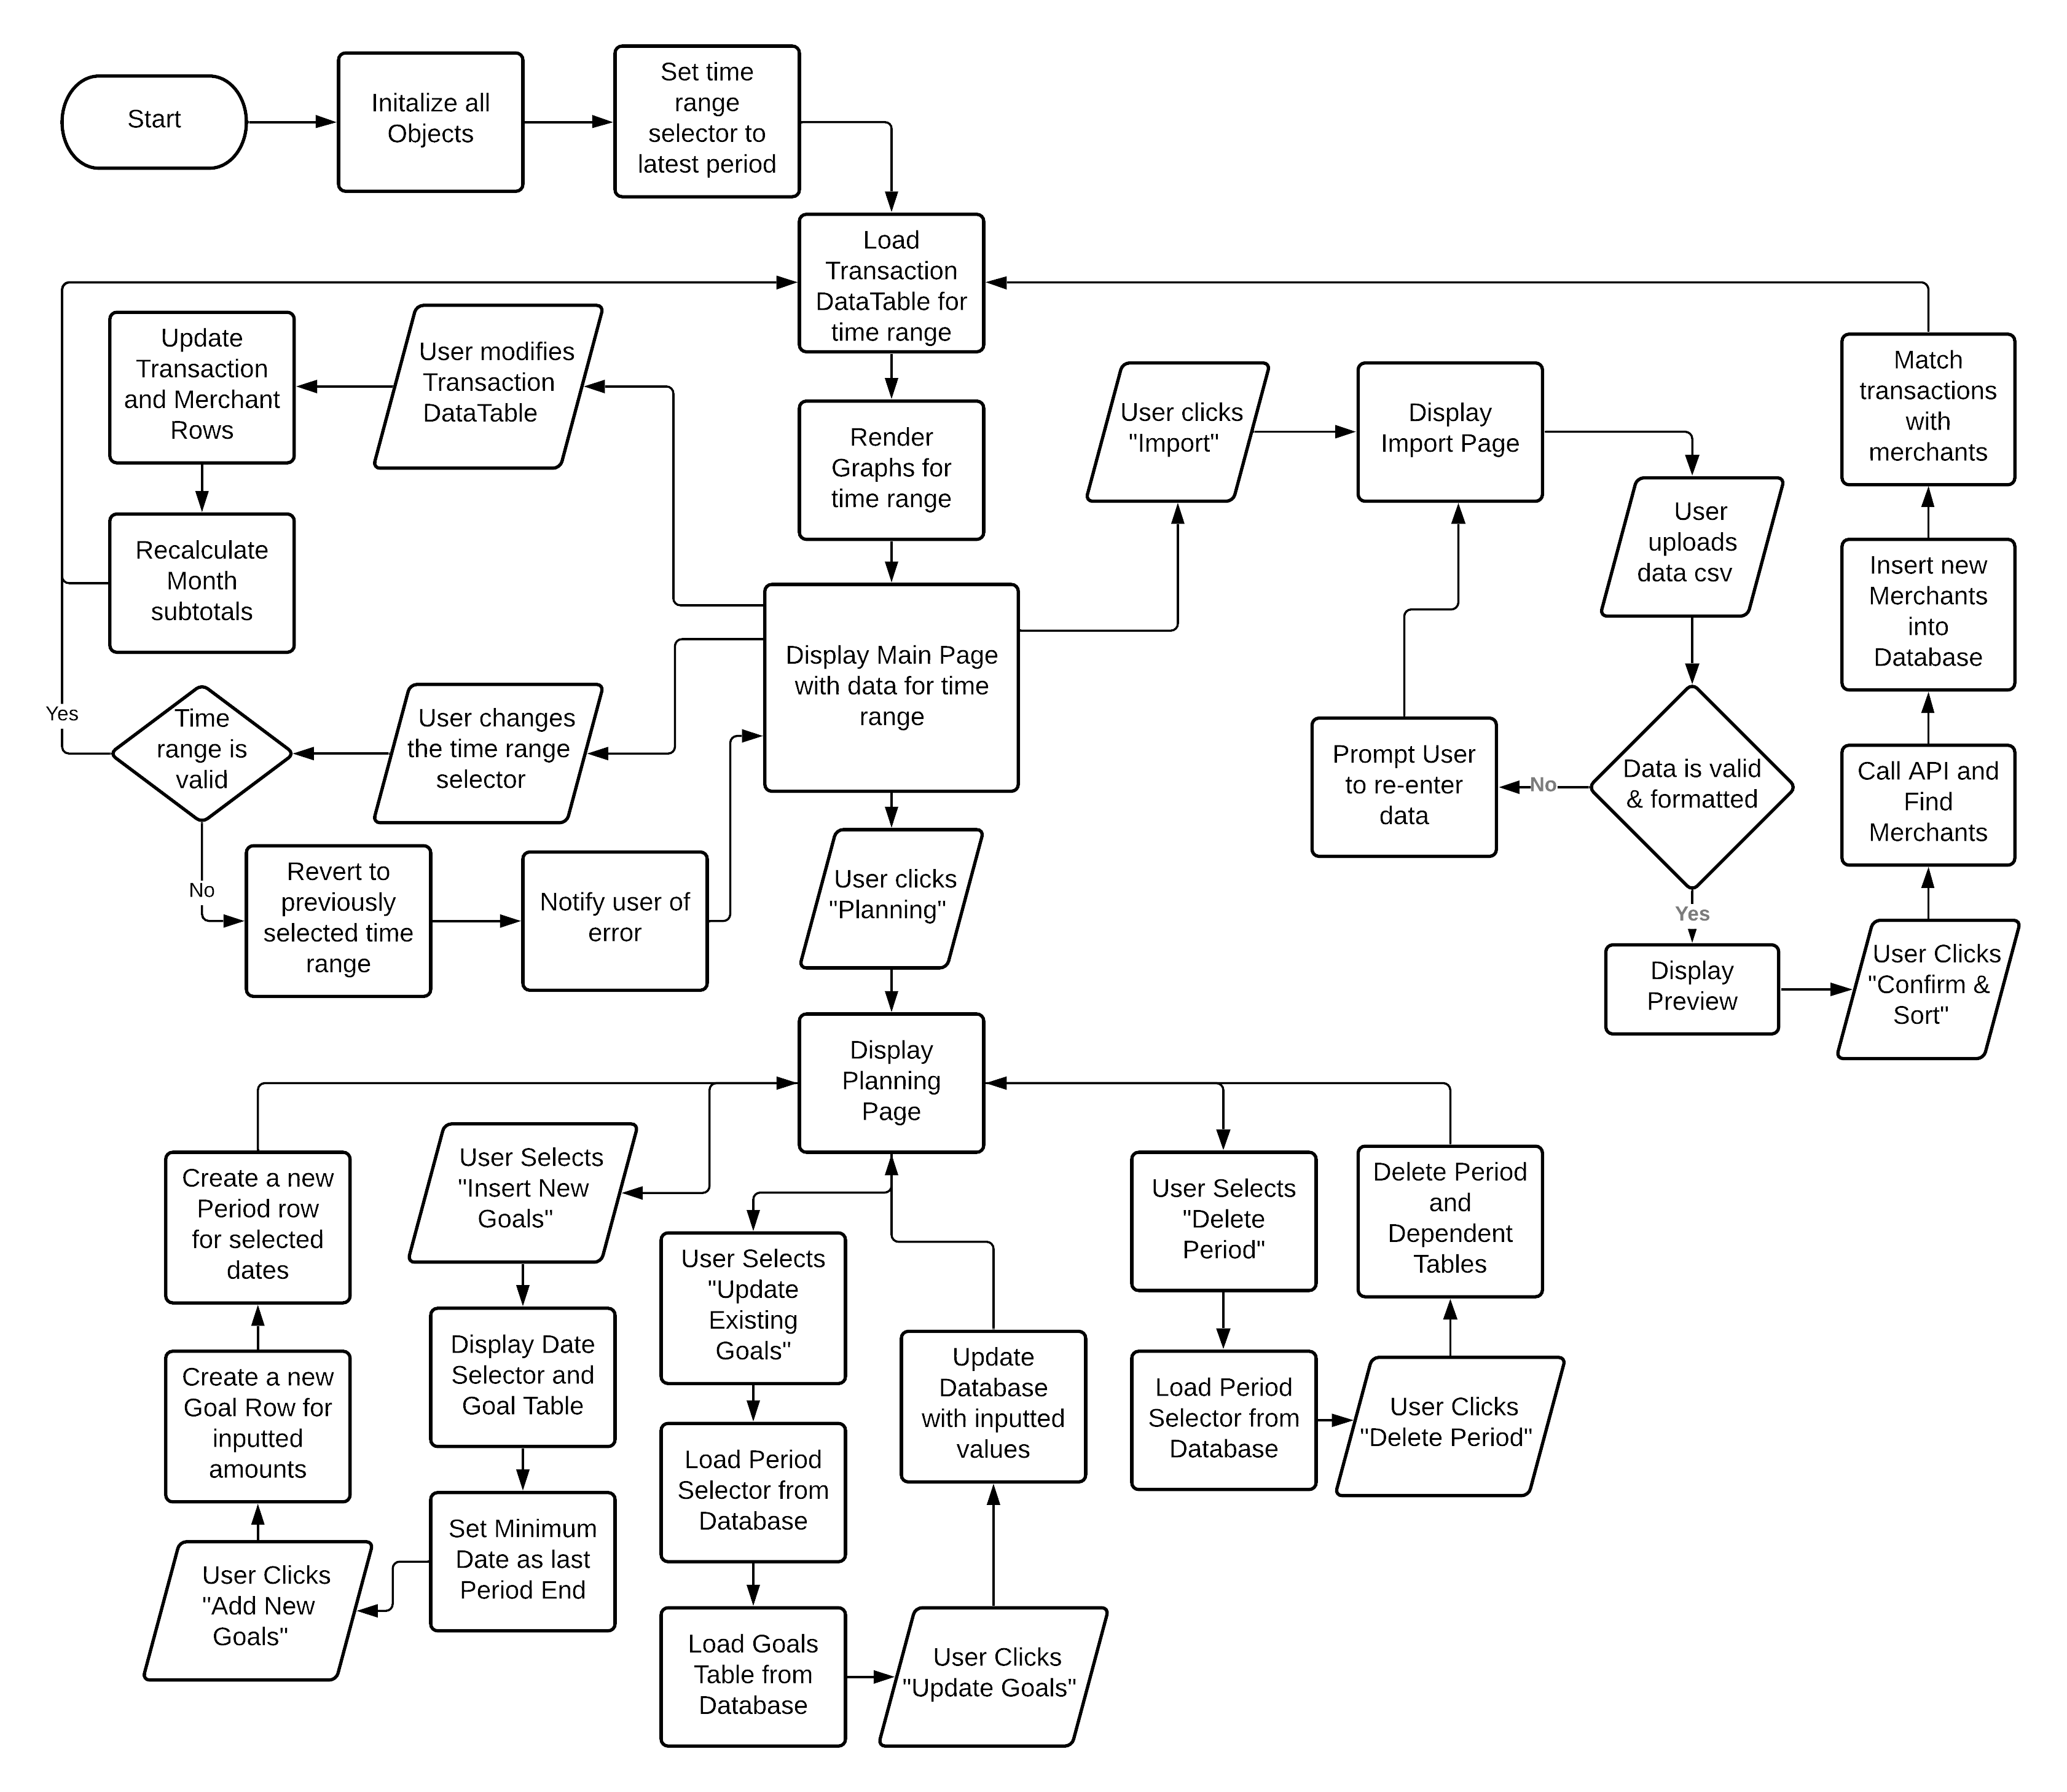 Start
Initalize all
Objects
Set time
range
selector to
latest period
Load
Transaction
DataTable for
time range
Update
Transaction
and Merchant
Rows
User modifies
Transaction
DataTable
Render
Graphs for
time range
User clicks
"Import"
Display
Import Page
Match
transactions
with
merchants
User
uploads
data csv
Recalculate
Month
subtotals
Insert new
Merchants
into
Database
Display Main Page
with data for time
range
Yes
Time
range is
valid
User changes
the time range
selector
Prompt User
to re-enter
data
No
Data is valid
& formatted
Call API and
Find
Merchants
No
Revert to
previously
selected time
range
Notify user of
error
User clicks
"Planning"
Yes
Display
Preview
User Clicks
"Confirm &
Sort"
Display
Planning
Page
Create a new
Period row
for selected
dates
User Selects
"Insert New
Goals"
User Selects
"Update
Existing
Goals"
User Selects
"Delete
Period"
Delete Period
and
Dependent
Tables
Create a new
Goal Row for
inputted
amounts
Display Date
Selector and
Goal Table
Load Period
Selector from
Database
Update
Database
with inputted
values
Load Period
Selector from
Database
User Clicks
"Delete Period"
User Clicks
"Add New
Goals"
Set Minimum
Date as last
Period End
Load Goals
Table from
Database
User Clicks
"Update Goals"